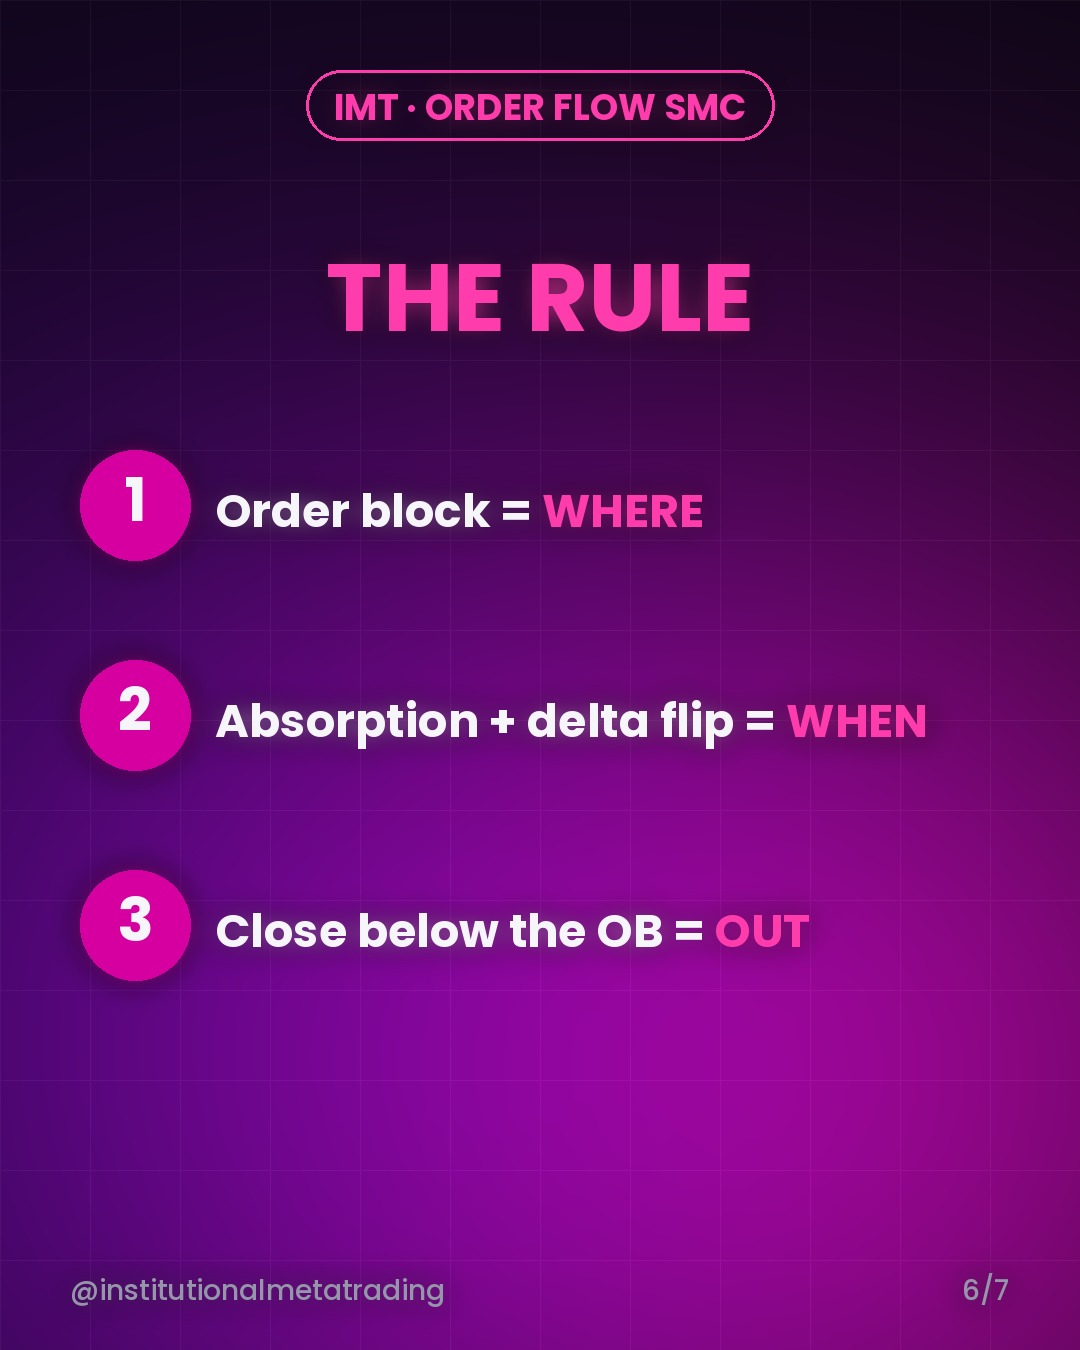 IMT · ORDER FLOW SMC
THE RULE
1
Order block = WHERE
2
Absorption + delta flip = WHEN
3
Close below the OB = OUT
@institutionalmetatrading
6/7